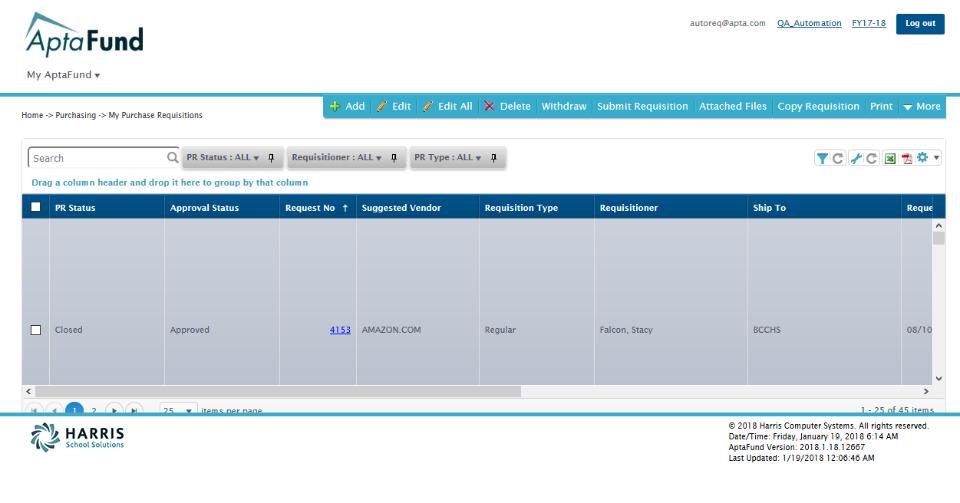 autoreq@apta.com QA_Automation FY17-18 Log out
AptaFund
My AptaFund
Home -> Purchasing -> My Purchase Requisitions
Add Edit Edit All Delete Withdraw Submit Requisition Attached Files Copy Requisition Print More
Search PR Status : ALL Requisitioner : ALL PR Type : ALL
Drag a column header and drop it here to group by that column
PR Status Approval Status Request No ↑ Suggested Vendor Requisition Type Requisitioner Ship To Reque
Closed Approved 4153 AMAZON.COM Regular Falcon, Stacy BCCHS 08/10
1 2 25 items per page 1 - 25 of 45 items
HARRIS
School Solutions
© 2018 Harris Computer Systems. All rights reserved.
Date/Time: Friday, January 19, 2018 6:14 AM
AptaFund Version: 2018.1.18.12667
Last Updated: 1/19/2018 12:06:46 AM